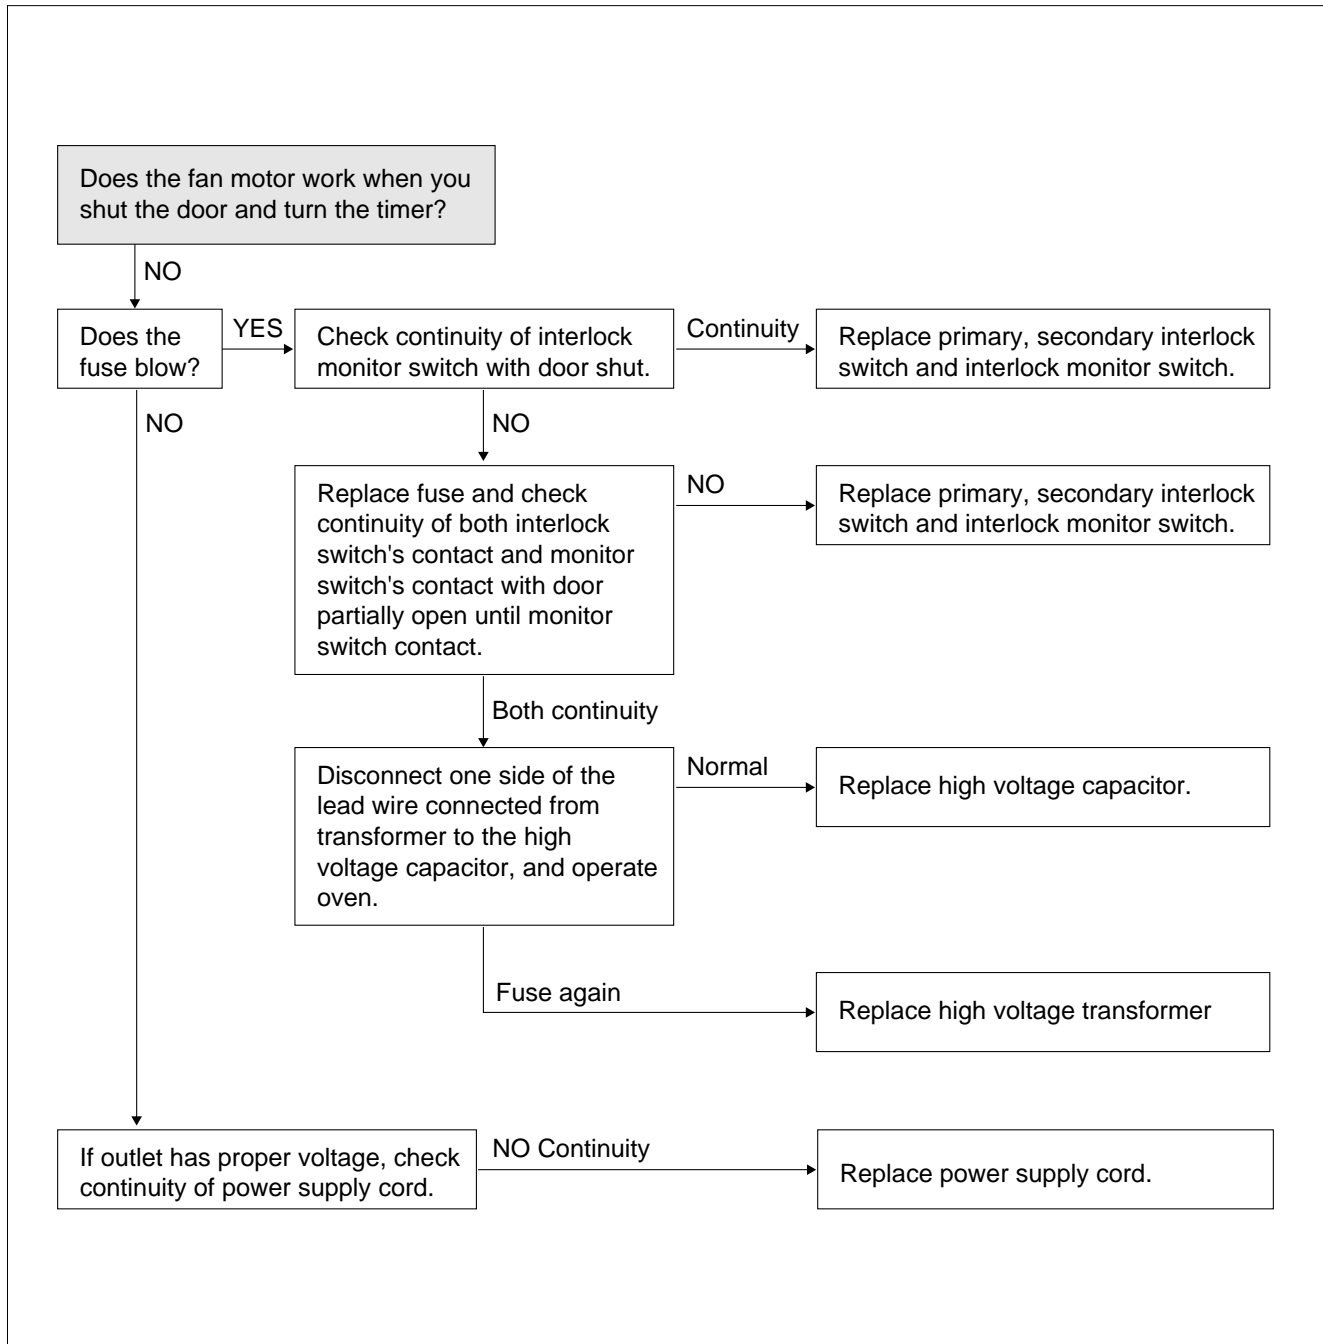 Does the fan motor work when you
shut the door and turn the timer?
NO
Does the
fuse blow?
YES
Check continuity of interlock
monitor switch with door shut.
Continuity
Replace primary, secondary interlock
switch and interlock monitor switch.
NO
NO
Replace fuse and check
continuity of both interlock
switch's contact and monitor
switch's contact with door
partially open until monitor
switch contact.
NO
Replace primary, secondary interlock
switch and interlock monitor switch.
Both continuity
Disconnect one side of the
lead wire connected from
transformer to the high
voltage capacitor, and operate
oven.
Normal
Replace high voltage capacitor.
Fuse again
Replace high voltage transformer
If outlet has proper voltage, check
continuity of power supply cord.
NO Continuity
Replace power supply cord.